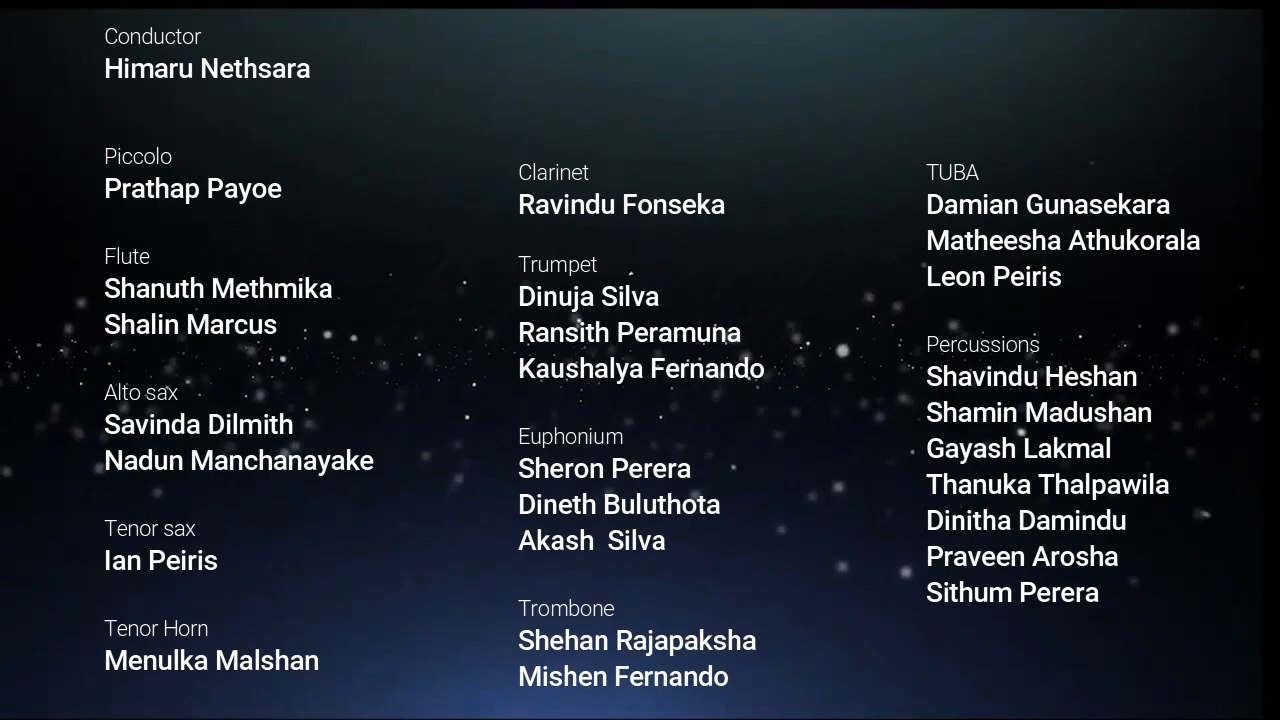 Conductor
Himaru Nethsara
Piccolo
Prathap Payoe
Flute
Shanuth Methmika
Shalin Marcus
Alto sax
Savinda Dilmith
Nadun Manchanayake
Tenor sax
Ian Peiris
Tenor Horn
Menulka Malshan
Clarinet
Ravindu Fonseka
Trumpet
Dinuja Silva
Ransith Peramuna
Kaushalya Fernando
Euphonium
Sheron Perera
Dineth Buluthota
Akash  Silva
Trombone
Shehan Rajapaksha
Mishen Fernando
TUBA
Damian Gunasekara
Matheesha Athukorala
Leon Peiris
Percussions
Shavindu Heshan
Shamin Madushan
Gayash Lakmal
Thanuka Thalpawila
Dinitha Damindu
Praveen Arosha
Sithum Perera